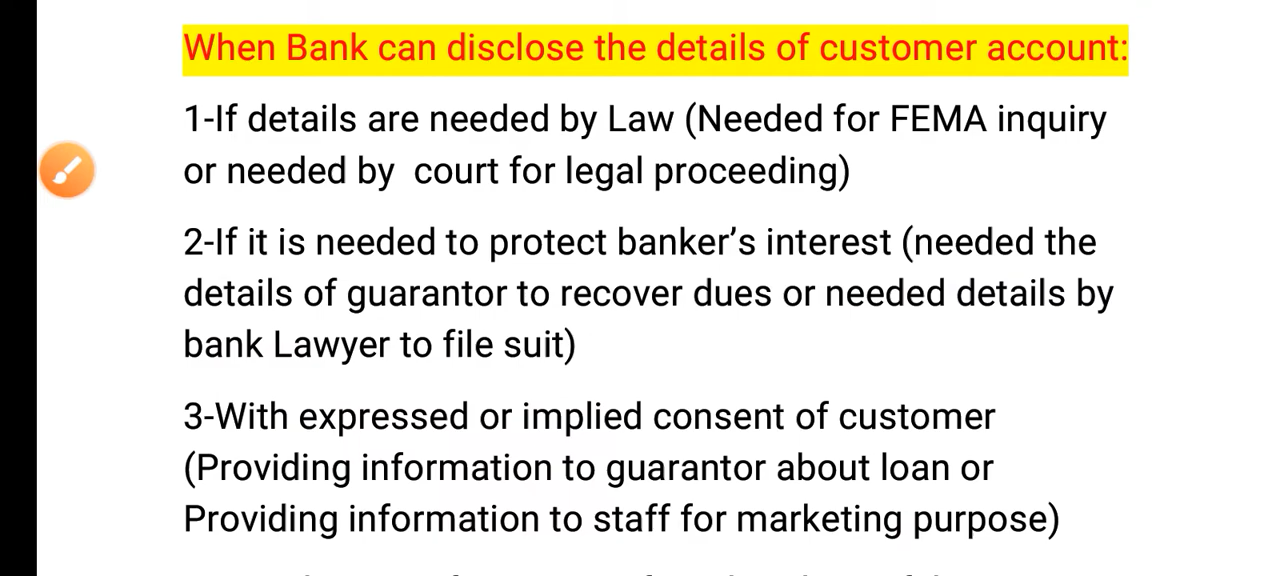 When Bank can disclose the details of customer account:
1-If details are needed by Law (Needed for FEMA inquiry
or needed by  court for legal proceeding)
2-If it is needed to protect banker’s interest (needed the
details of guarantor to recover dues or needed details by
bank Lawyer to file suit)
3-With expressed or implied consent of customer
(Providing information to guarantor about loan or
Providing information to staff for marketing purpose)